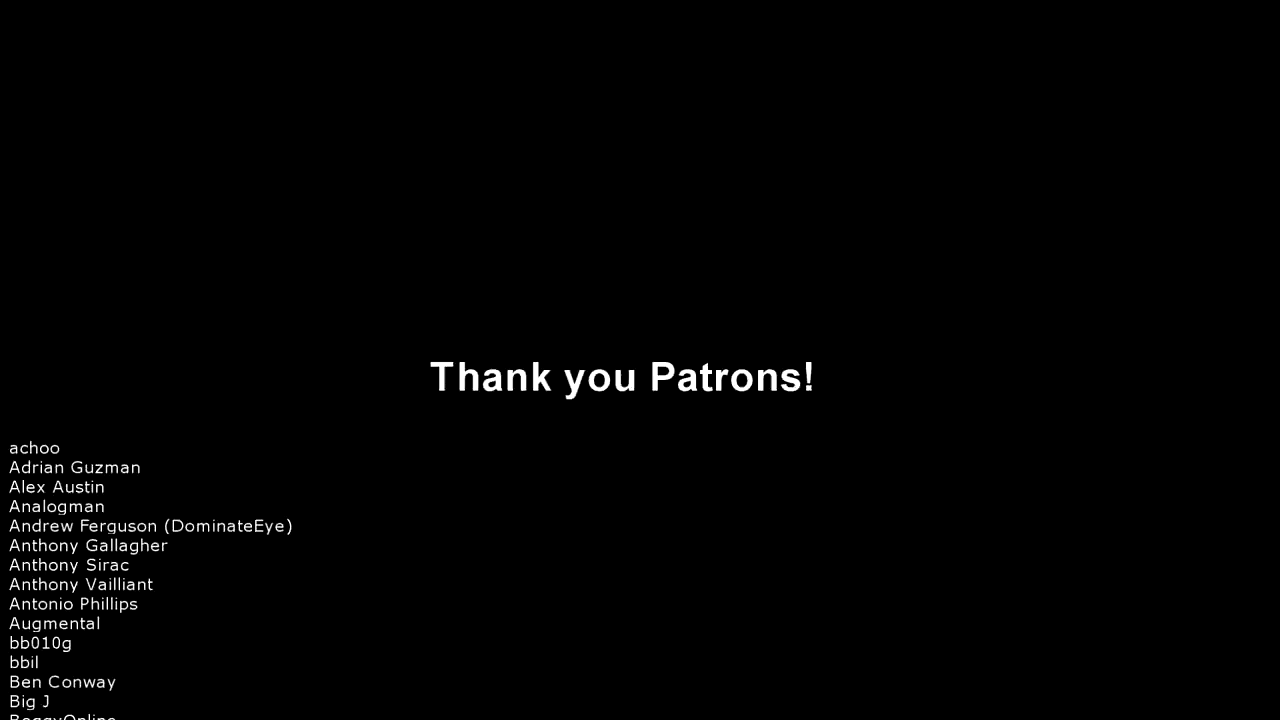 Thank you Patrons!
achoo
Adrian Guzman
Alex Austin
Analogman
Andrew Ferguson (DominateEye)
Anthony Gallagher
Anthony Sirac
Anthony Vailliant
Antonio Phillips
Augmental
bb010g
bbil
Ben Conway
Big J